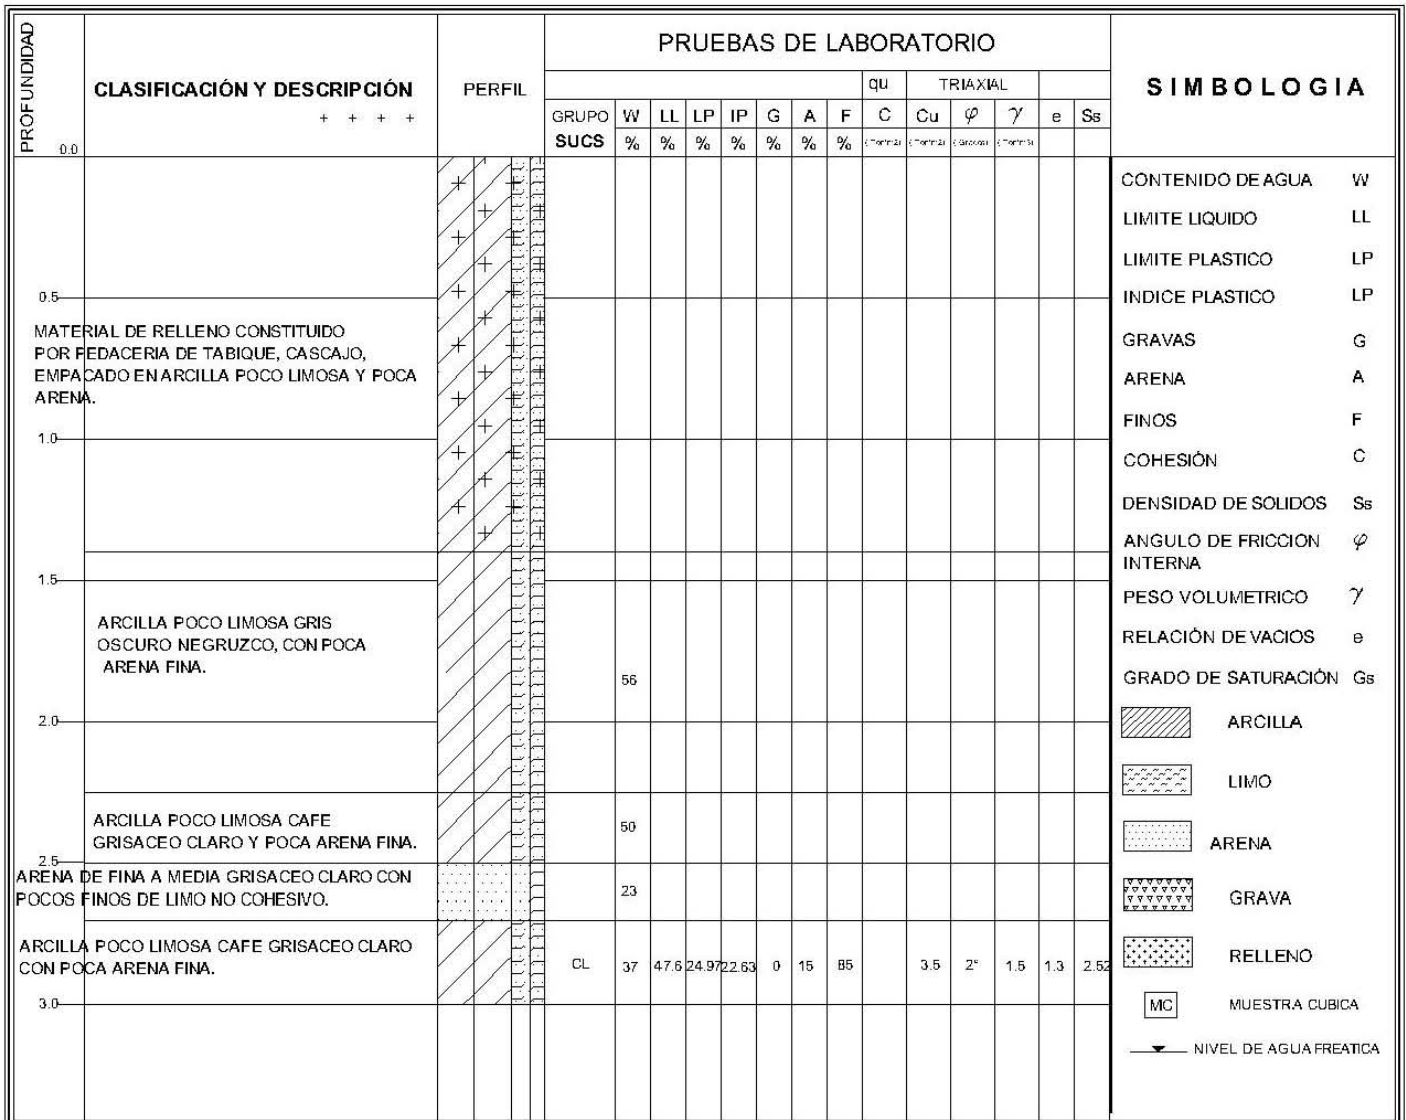 PROFUNDIDAD
0.0
CLASIFICACIÓN Y DESCRIPCIÓN
+ + + +
PERFIL
PRUEBAS DE LABORATORIO
qu TRIAXIAL
GRUPO W LL LP IP G A F C Cu φ γ e Ss
SUCS % % % % % % % (Ton/m2) (Ton/m2) (Grados) (Ton/m3)
SIMBOLOGIA
CONTENIDO DE AGUA W
LIMITE LIQUIDO LL
LIMITE PLASTICO LP
INDICE PLASTICO LP
GRAVAS G
ARENA A
FINOS F
COHESIÓN C
DENSIDAD DE SOLIDOS Ss
ANGULO DE FRICCION φ
INTERNA
PESO VOLUMETRICO γ
RELACIÓN DE VACIOS e
GRADO DE SATURACIÓN Gs
ARCILLA
LIMO
ARENA
GRAVA
RELLENO
MC MUESTRA CUBICA
NIVEL DE AGUA FREATICA
0.5
MATERIAL DE RELLENO CONSTITUIDO
POR PEDACERIA DE TABIQUE, CASCAJO,
EMPACADO EN ARCILLA POCO LIMOSA Y POCA
ARENA.
1.0
1.5
ARCILLA POCO LIMOSA GRIS
OSCURO NEGRUZCO, CON POCA
ARENA FINA.
56
2.0
ARCILLA POCO LIMOSA CAFE
GRISACEO CLARO Y POCA ARENA FINA.
50
2.5
ARENA DE FINA A MEDIA GRISACEO CLARO CON
POCOS FINOS DE LIMO NO COHESIVO.
23
ARCILLA POCO LIMOSA CAFE GRISACEO CLARO
CON POCA ARENA FINA.
CL 37 47.6 24.97 22.63 0 15 85 3.5 2° 1.5 1.3 2.52
3.0